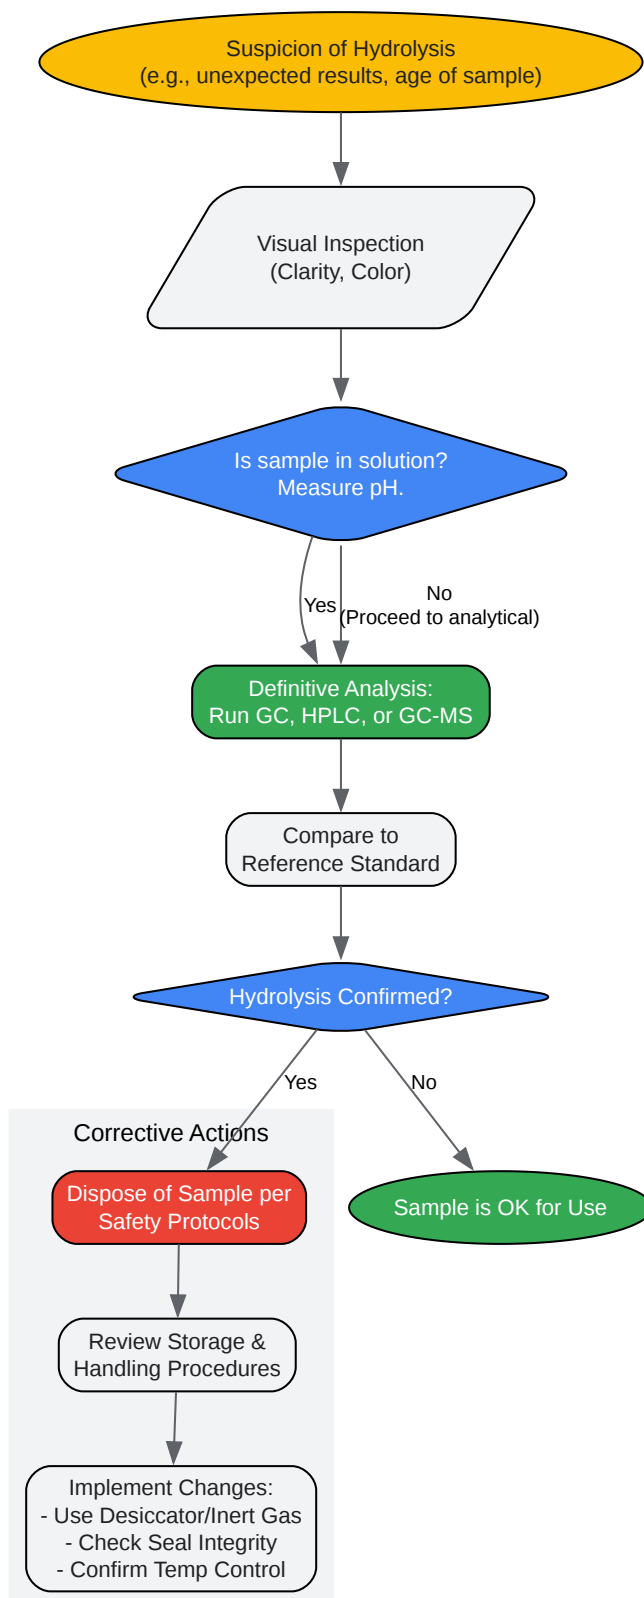 Suspicion of Hydrolysis
(e.g., unexpected results, age of sample)
Visual Inspection
(Clarity, Color)
Is sample in solution?
Measure pH.
Yes
No
(Proceed to analytical)
Definitive Analysis:
Run GC, HPLC, or GC-MS
Compare to
Reference Standard
Hydrolysis Confirmed?
Yes
No
Corrective Actions
Dispose of Sample per
Safety Protocols
Sample is OK for Use
Review Storage &
Handling Procedures
Implement Changes:
- Use Desiccator/Inert Gas
- Check Seal Integrity
- Confirm Temp Control